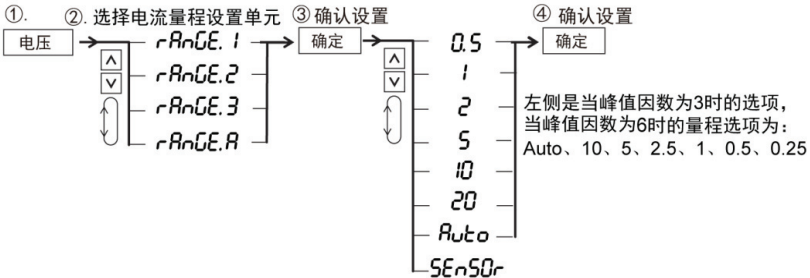 ①.
②. 选择电流量程设置单元
③ 确认设置
④ 确认设置
电压
rAnGE.1
rAnGE.2
rAnGE.3
rAnGE.A
确定
0.5
1
2
5
10
20
Auto
SEnSOr
确定
左侧是当峰值因数为3时的选项，
当峰值因数为6时的量程选项为：
Auto、10、5、2.5、1、0.5、0.25